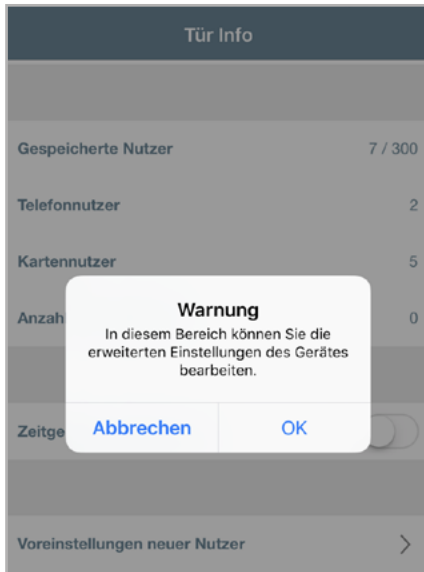 Tür Info
Gespeicherte Nutzer 7 / 300
Telefonnutzer 2
Kartennutzer 5
Anzah 0
Warnung
In diesem Bereich können Sie die
erweiterten Einstellungen des Gerätes
bearbeiten.
Zeitge
Abbrechen OK
Voreinstellungen neuer Nutzer